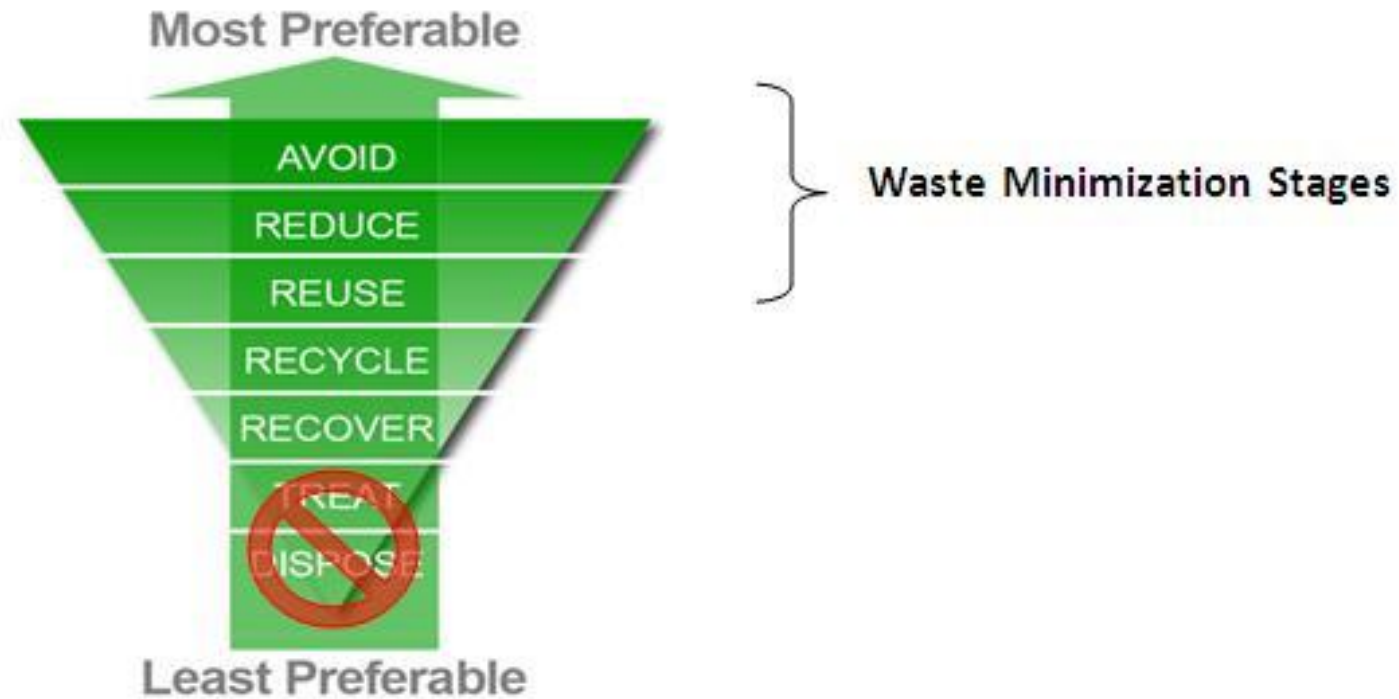 Most Preferable
AVOID
Waste Minimization Stages
REDUCE
REUSE
RECYCLE
RECOVER
TREAT
DISPOSE
Least Preferable